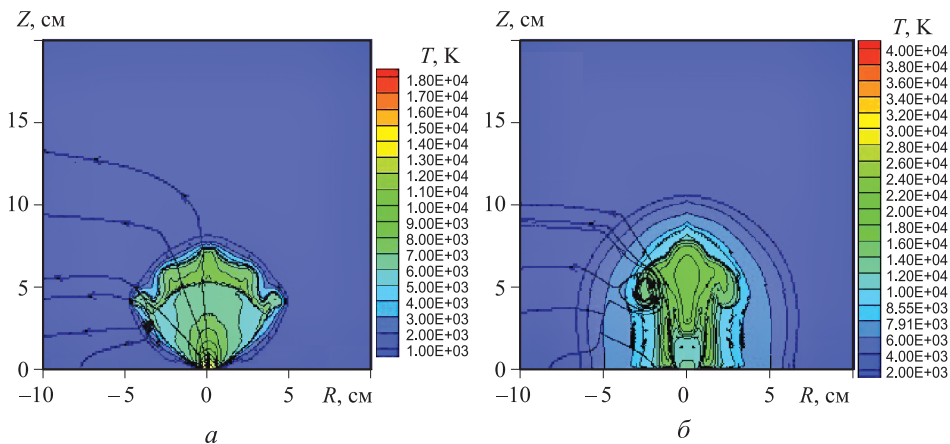 Z, см
15
10
5
0
−10
−5
0
5
R, см
T, K
1.80E+04
1.70E+04
1.60E+04
1.50E+04
1.40E+04
1.30E+04
1.20E+04
1.10E+04
1.00E+04
9.00E+03
8.00E+03
7.00E+03
6.00E+03
5.00E+03
4.00E+03
3.00E+03
2.00E+03
1.00E+03
а
Z, см
15
10
5
0
−10
−5
0
5
R, см
T, K
4.00E+04
3.80E+04
3.60E+04
3.40E+04
3.20E+04
3.00E+04
2.80E+04
2.60E+04
2.40E+04
2.20E+04
2.00E+04
1.80E+04
1.60E+04
1.40E+04
1.20E+04
1.00E+04
8.55E+03
7.91E+03
6.00E+03
4.00E+03
2.00E+03
б